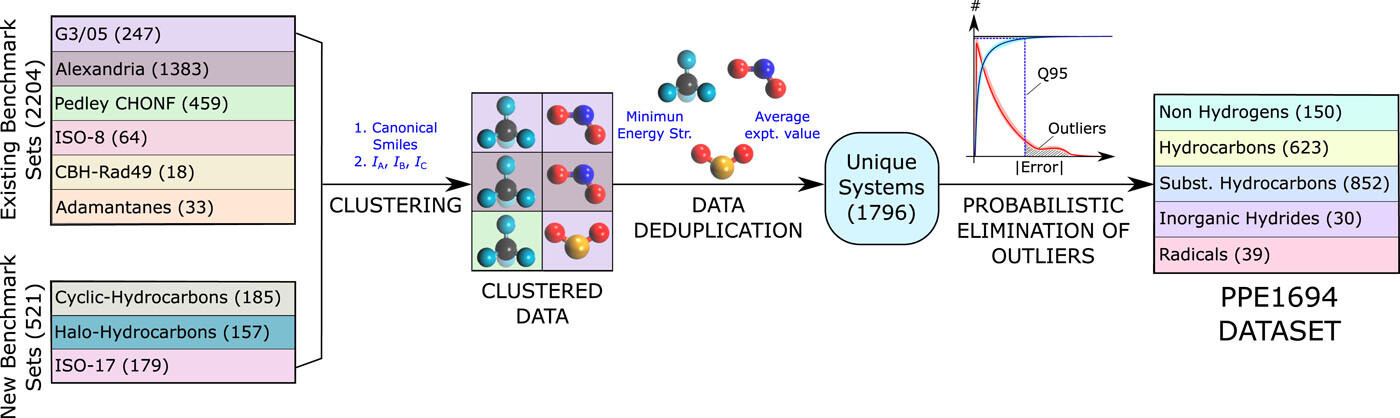 Existing Benchmark
Sets (2204)
G3/05 (247)
Alexandria (1383)
Pedley CHONF (459)
ISO-8 (64)
CBH-Rad49 (18)
Adamantanes (33)
New Benchmark
Sets (521)
Cyclic-Hydrocarbons (185)
Halo-Hydrocarbons (157)
ISO-17 (179)
1. Canonical
Smiles
2. IA, IB, IC
CLUSTERING
CLUSTERED
DATA
Minimun
Energy Str.
Average
expt. value
DATA
DEDUPLICATION
Unique
Systems
(1796)
#
Q95
Outliers
|Error|
PROBABILISTIC
ELIMINATION OF
OUTLIERS
Non Hydrogens (150)
Hydrocarbons (623)
Subst. Hydrocarbons (852)
Inorganic Hydrides (30)
Radicals (39)
PPE1694
DATASET